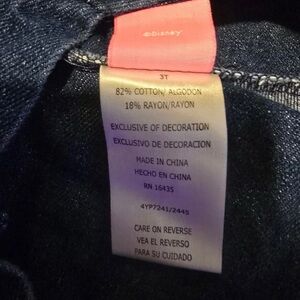 ©Disney
3T
82% COTTON/ ALGODON
18% RAYON/RAYON
EXCLUSIVE OF DECORATION
EXCLUSIVO DE DECORACION
MADE IN CHINA
HECHO EN CHINA
RN 16435
4YP7241/2445
CARE ON REVERSE
VEA EL REVERSO
PARA SU CUIDADO